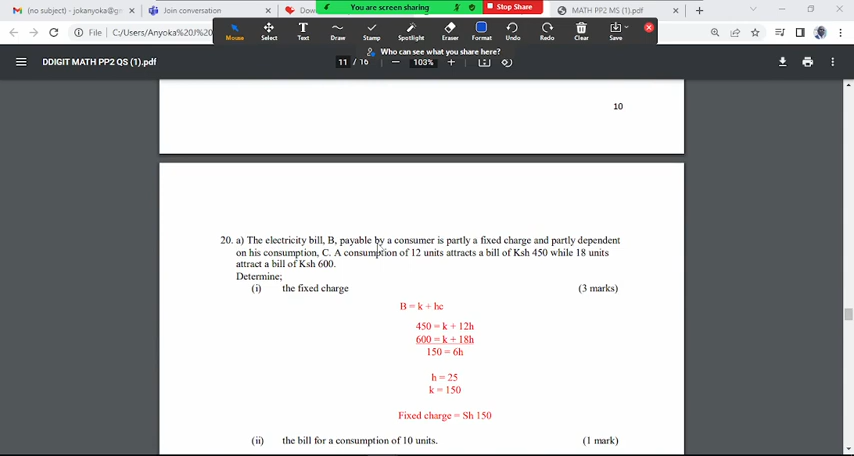 (no subject) - jokanyoka@gm
Join conversation
Dow
You are screen sharing
Stop Share
MATH PP2 MS (1).pdf
File
C:/Users/Anyoka%20J%20
Mouse
Select
Text
Draw
Stamp
Spotlight
Eraser
Format
Undo
Redo
Clear
Save
Who can see what you share here?
DDIGIT MATH PP2 QS (1).pdf
11 / 16
103%
10
20. a) The electricity bill, B, payable by a consumer is partly a fixed charge and partly dependent
on his consumption, C. A consumption of 12 units attracts a bill of Ksh 450 while 18 units
attract a bill of Ksh 600.
Determine;
(i) the fixed charge (3 marks)
B = k + hc
450 = k + 12h
600 = k + 18h
150 = 6h
h = 25
k = 150
Fixed charge = Sh 150
(ii) the bill for a consumption of 10 units. (1 mark)